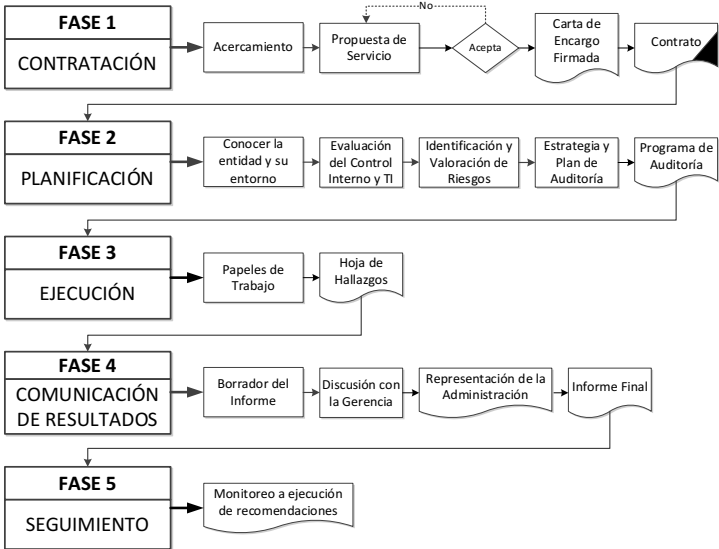 FASE 1
CONTRATACIÓN
Acercamiento
Propuesta de
Servicio
No
Acepta
Carta de
Encargo
Firmada
Contrato
FASE 2
PLANIFICACIÓN
Conocer la
entidad y su
entorno
Evaluación
del Control
Interno y TI
Identificación y
Valoración de
Riesgos
Estrategia y
Plan de
Auditoría
Programa de
Auditoría
FASE 3
EJECUCIÓN
Papeles de
Trabajo
Hoja de
Hallazgos
FASE 4
COMUNICACIÓN
DE RESULTADOS
Borrador del
Informe
Discusión con
la Gerencia
Representación de la
Administración
Informe Final
FASE 5
SEGUIMIENTO
Monitoreo a ejecución
de recomendaciones